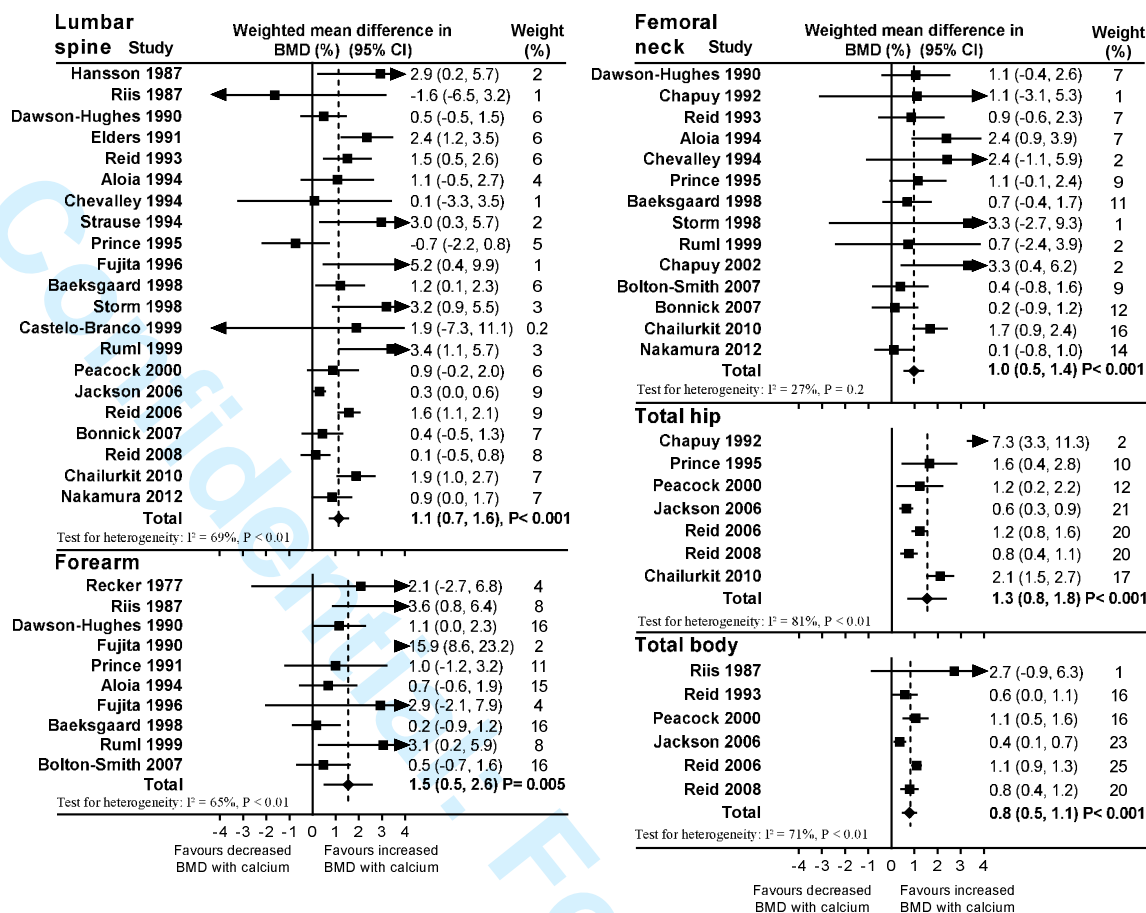 Lumbar
spine Study
Weighted mean difference in
BMD (%) (95% CI)
Weight
(%)
Hansson 1987 2.9 (0.2, 5.7) 2
Riis 1987 -1.6 (-6.5, 3.2) 1
Dawson-Hughes 1990 0.5 (-0.5, 1.5) 6
Elders 1991 2.4 (1.2, 3.5) 6
Reid 1993 1.5 (0.5, 2.6) 6
Aloia 1994 1.1 (-0.5, 2.7) 4
Chevalley 1994 0.1 (-3.3, 3.5) 1
Strause 1994 3.0 (0.3, 5.7) 2
Prince 1995 -0.7 (-2.2, 0.8) 5
Fujita 1996 5.2 (0.4, 9.9) 1
Baeksgaard 1998 1.2 (0.1, 2.3) 6
Storm 1998 3.2 (0.9, 5.5) 3
Castelo-Branco 1999 1.9 (-7.3, 11.1) 0.2
Ruml 1999 3.4 (1.1, 5.7) 3
Peacock 2000 0.9 (-0.2, 2.0) 6
Jackson 2006 0.3 (0.0, 0.6) 9
Reid 2006 1.6 (1.1, 2.1) 9
Bonnick 2007 0.4 (-0.5, 1.3) 7
Reid 2008 0.1 (-0.5, 0.8) 8
Chailurkit 2010 1.9 (1.0, 2.7) 7
Nakamura 2012 0.9 (0.0, 1.7) 7
Total 1.1 (0.7, 1.6), P< 0.001
Test for heterogeneity: I² = 69%, P < 0.01
Forearm
Recker 1977 2.1 (-2.7, 6.8) 4
Riis 1987 3.6 (0.8, 6.4) 8
Dawson-Hughes 1990 1.1 (0.0, 2.3) 16
Fujita 1990 15.9 (8.6, 23.2) 2
Prince 1991 1.0 (-1.2, 3.2) 11
Aloia 1994 0.7 (-0.6, 1.9) 15
Fujita 1996 2.9 (-2.1, 7.9) 4
Baeksgaard 1998 0.2 (-0.9, 1.2) 16
Ruml 1999 3.1 (0.2, 5.9) 8
Bolton-Smith 2007 0.5 (-0.7, 1.6) 16
Total 1.5 (0.5, 2.6) P= 0.005
Test for heterogeneity: I² = 65%, P < 0.01
-4 -3 -2 -1 0 1 2 3 4
Favours decreased
BMD with calcium
Favours increased
BMD with calcium
Femoral
neck Study
Weighted mean difference in
BMD (%) (95% CI)
Weight
(%)
Dawson-Hughes 1990 1.1 (-0.4, 2.6) 7
Chapuy 1992 1.1 (-3.1, 5.3) 1
Reid 1993 0.9 (-0.6, 2.3) 7
Aloia 1994 2.4 (0.9, 3.9) 7
Chevalley 1994 2.4 (-1.1, 5.9) 2
Prince 1995 1.1 (-0.1, 2.4) 9
Baeksgaard 1998 0.7 (-0.4, 1.7) 11
Storm 1998 3.3 (-2.7, 9.3) 1
Ruml 1999 0.7 (-2.4, 3.9) 2
Chapuy 2002 3.3 (0.4, 6.2) 2
Bolton-Smith 2007 0.4 (-0.8, 1.6) 9
Bonnick 2007 0.2 (-0.9, 1.2) 12
Chailurkit 2010 1.7 (0.9, 2.4) 16
Nakamura 2012 0.1 (-0.8, 1.0) 14
Total 1.0 (0.5, 1.4) P< 0.001
Test for heterogeneity: I² = 27%, P = 0.2
Total hip
Chapuy 1992 7.3 (3.3, 11.3) 2
Prince 1995 1.6 (0.4, 2.8) 10
Peacock 2000 1.2 (0.2, 2.2) 12
Jackson 2006 0.6 (0.3, 0.9) 21
Reid 2006 1.2 (0.8, 1.6) 20
Reid 2008 0.8 (0.4, 1.1) 20
Chailurkit 2010 2.1 (1.5, 2.7) 17
Total 1.3 (0.8, 1.8) P< 0.001
Test for heterogeneity: I² = 81%, P < 0.01
Total body
Riis 1987 2.7 (-0.9, 6.3) 1
Reid 1993 0.6 (0.0, 1.1) 16
Peacock 2000 1.1 (0.5, 1.6) 16
Jackson 2006 0.4 (0.1, 0.7) 23
Reid 2006 1.1 (0.9, 1.3) 25
Reid 2008 0.8 (0.4, 1.2) 20
Total 0.8 (0.5, 1.1) P< 0.001
Test for heterogeneity: I² = 71%, P < 0.01
-4 -3 -2 -1 0 1 2 3 4
Favours decreased
BMD with calcium
Favours increased
BMD with calcium
Confidential: Fo